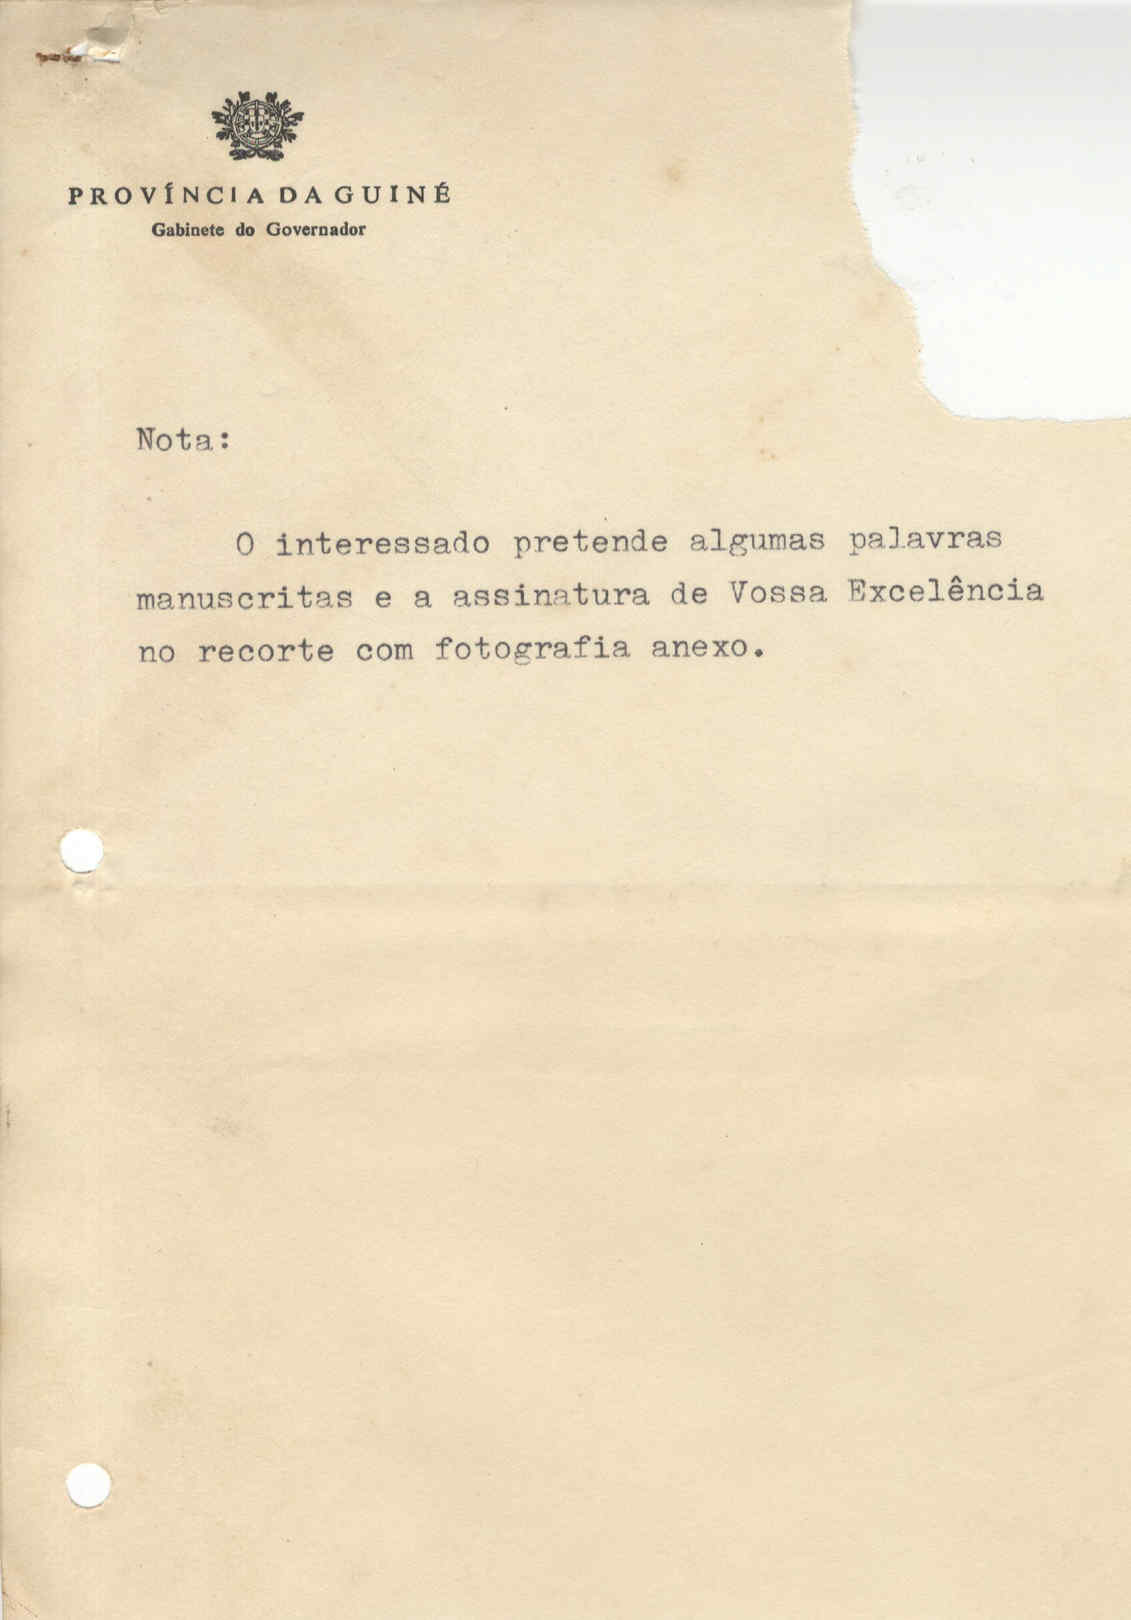 PROVÍNCIA DA GUINÉ
Gabinete do Governador
Nota:
O interessado pretende algumas palavras
manuscritas e a assinatura de Vossa Excelência
no recorte com fotografia anexo.